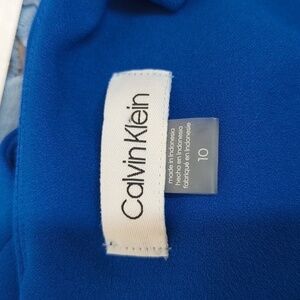 Calvin Klein
made in Indonesia
hecho en Indonesia
fabriqué en Indonésie
10